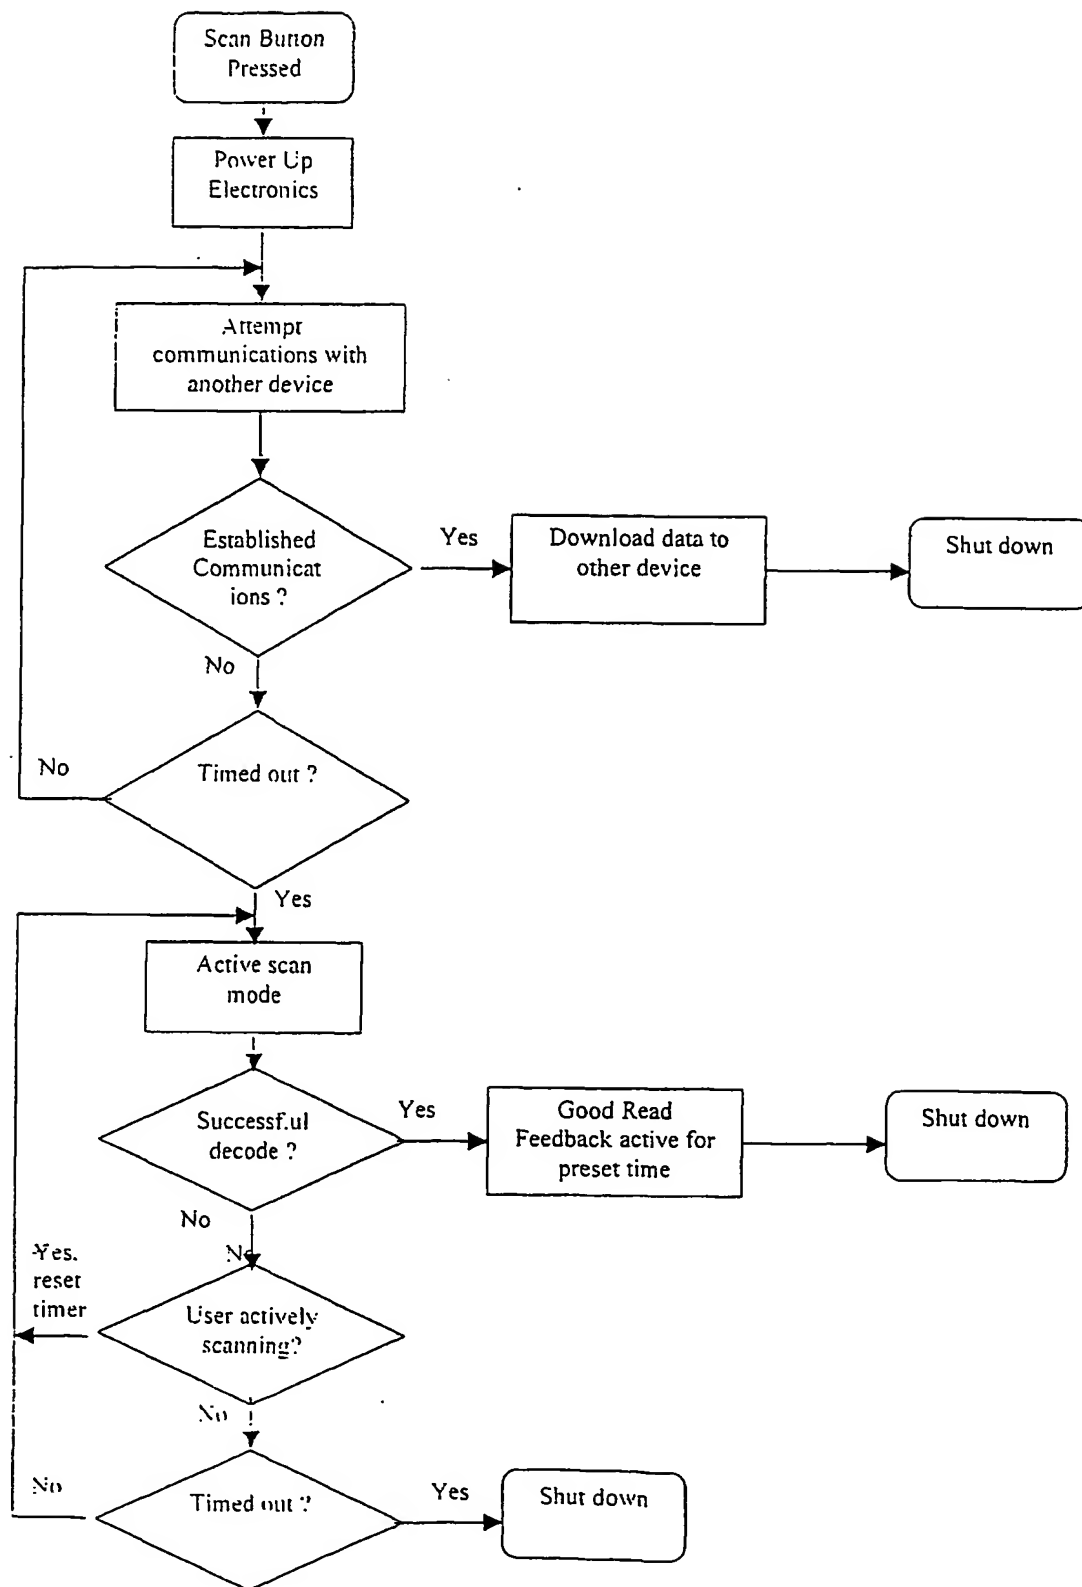 Scan Button
Pressed
Power Up
Electronics
Attempt
communications with
another device
Established
Communicat
ions ?
Yes
Download data to
other device
Shut down
No
Timed out ?
No
Yes
Active scan
mode
Successful
decode ?
Yes
Good Read
Feedback active for
preset time
Shut down
No
No
Yes,
reset
timer
User actively
scanning?
No
Timed out ?
No
Yes
Shut down